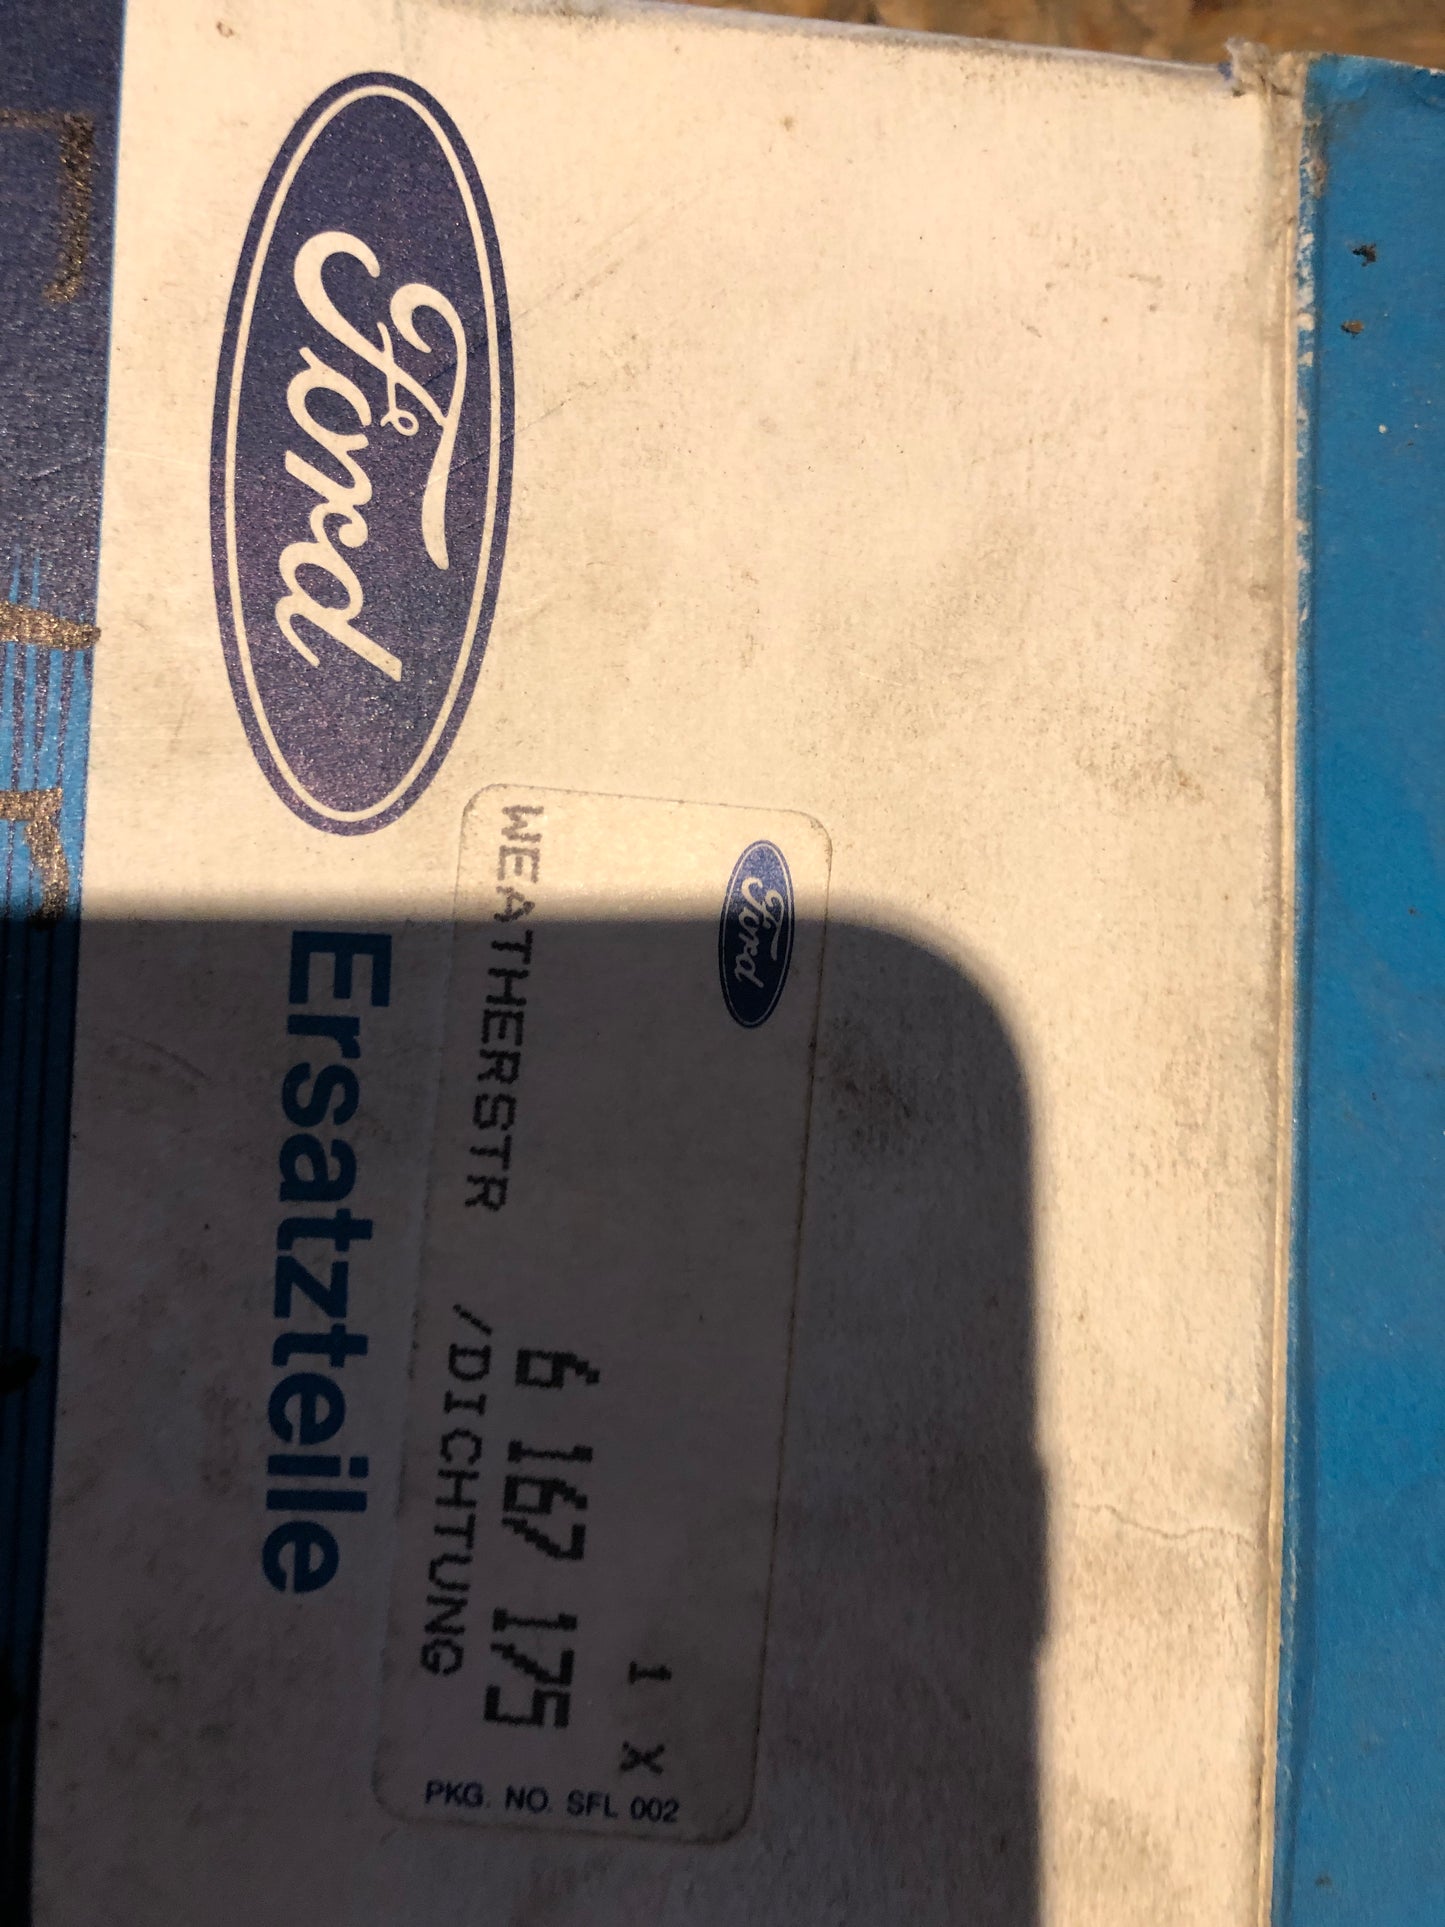 Ford
Ersatzteile
Ford
1 X
6 167 175
WEATHERSTR /DICHTUNG
PKG. NO. SFL 002